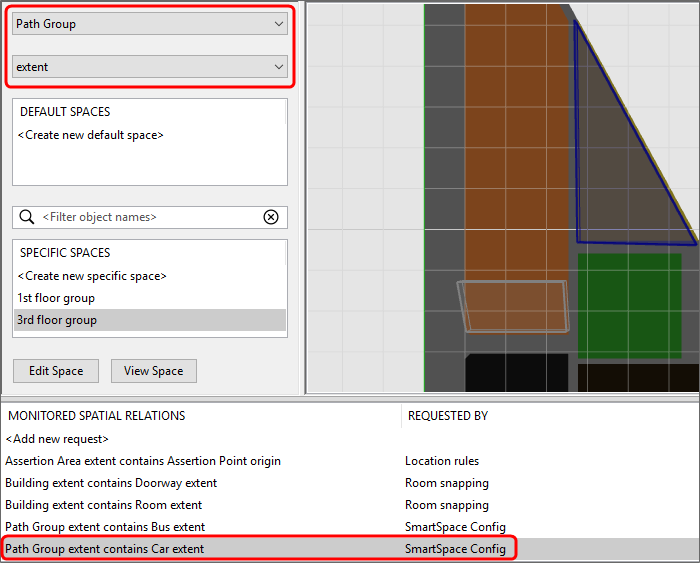 Path Group
extent
DEFAULT SPACES
<Create new default space>
<Filter object names>
SPECIFIC SPACES
<Create new specific space>
1st floor group
3rd floor group
Edit Space View Space
MONITORED SPATIAL RELATIONS REQUESTED BY
<Add new request>
Assertion Area extent contains Assertion Point origin Location rules
Building extent contains Doorway extent Room snapping
Building extent contains Room extent Room snapping
Path Group extent contains Bus extent SmartSpace Config
Path Group extent contains Car extent SmartSpace Config